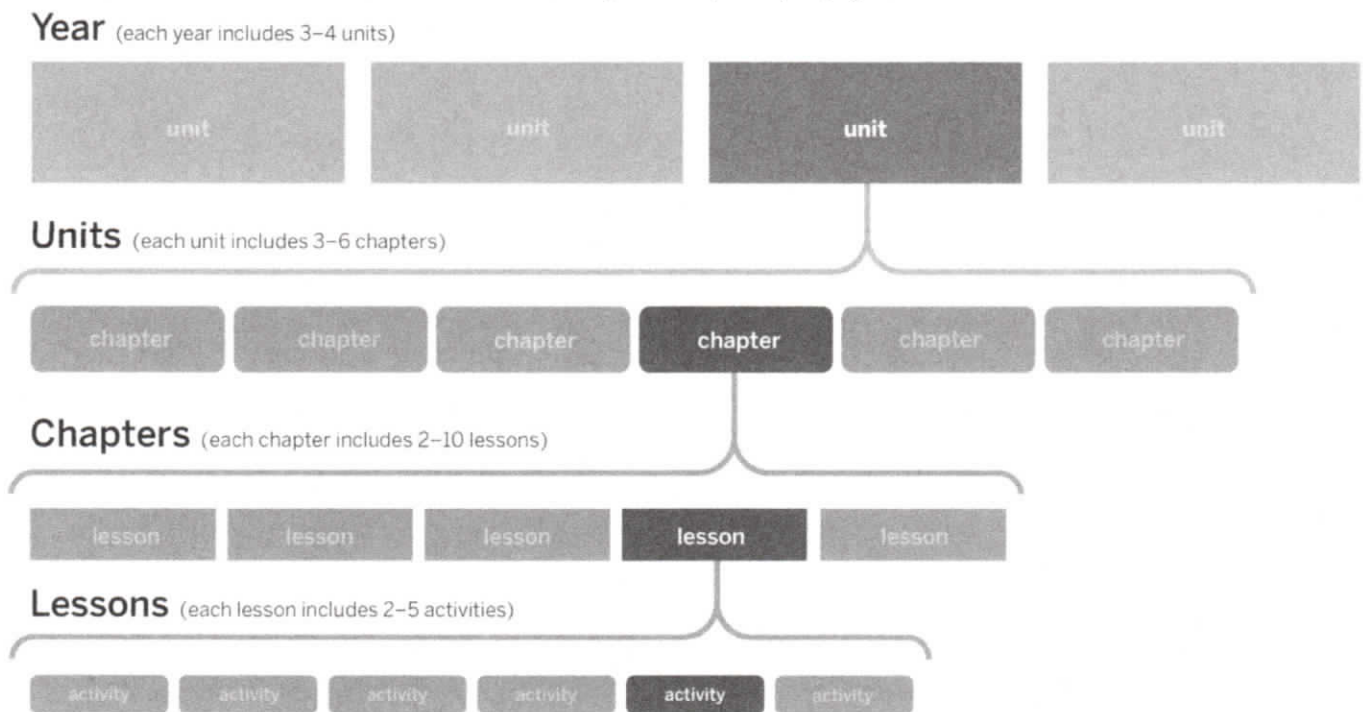 Year (each year includes 3–4 units)
unit unit unit unit
Units (each unit includes 3–6 chapters)
chapter chapter chapter chapter chapter chapter
Chapters (each chapter includes 2–10 lessons)
lesson lesson lesson lesson lesson
Lessons (each lesson includes 2–5 activities)
activity activity activity activity activity activity